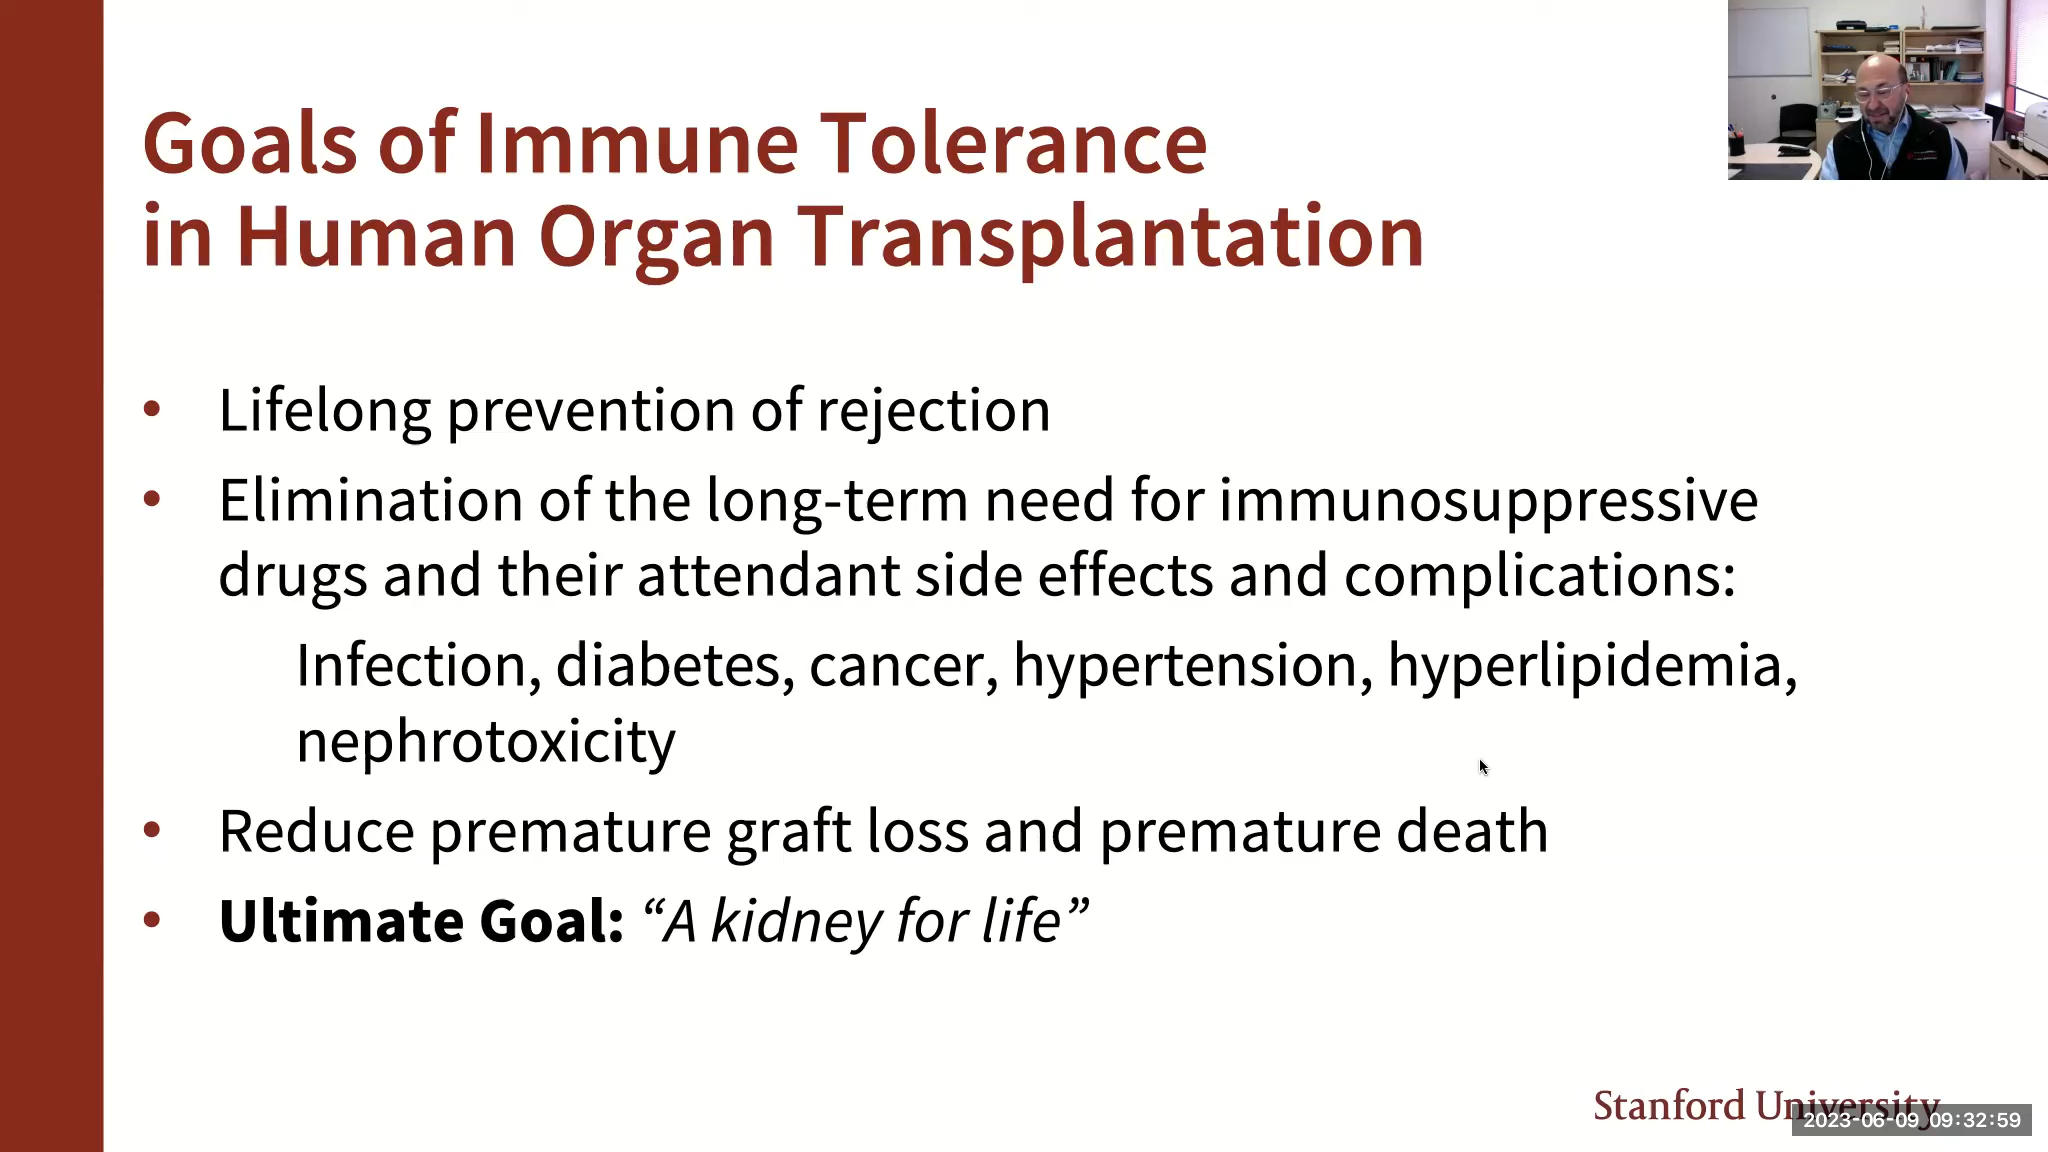 Goals of Immune Tolerance
in Human Organ Transplantation
• Lifelong prevention of rejection
• Elimination of the long-term need for immunosuppressive
drugs and their attendant side effects and complications:
Infection, diabetes, cancer, hypertension, hyperlipidemia,
nephrotoxicity
• Reduce premature graft loss and premature death
• Ultimate Goal: “A kidney for life”
Stanford University
2023-06-09 09:32:59